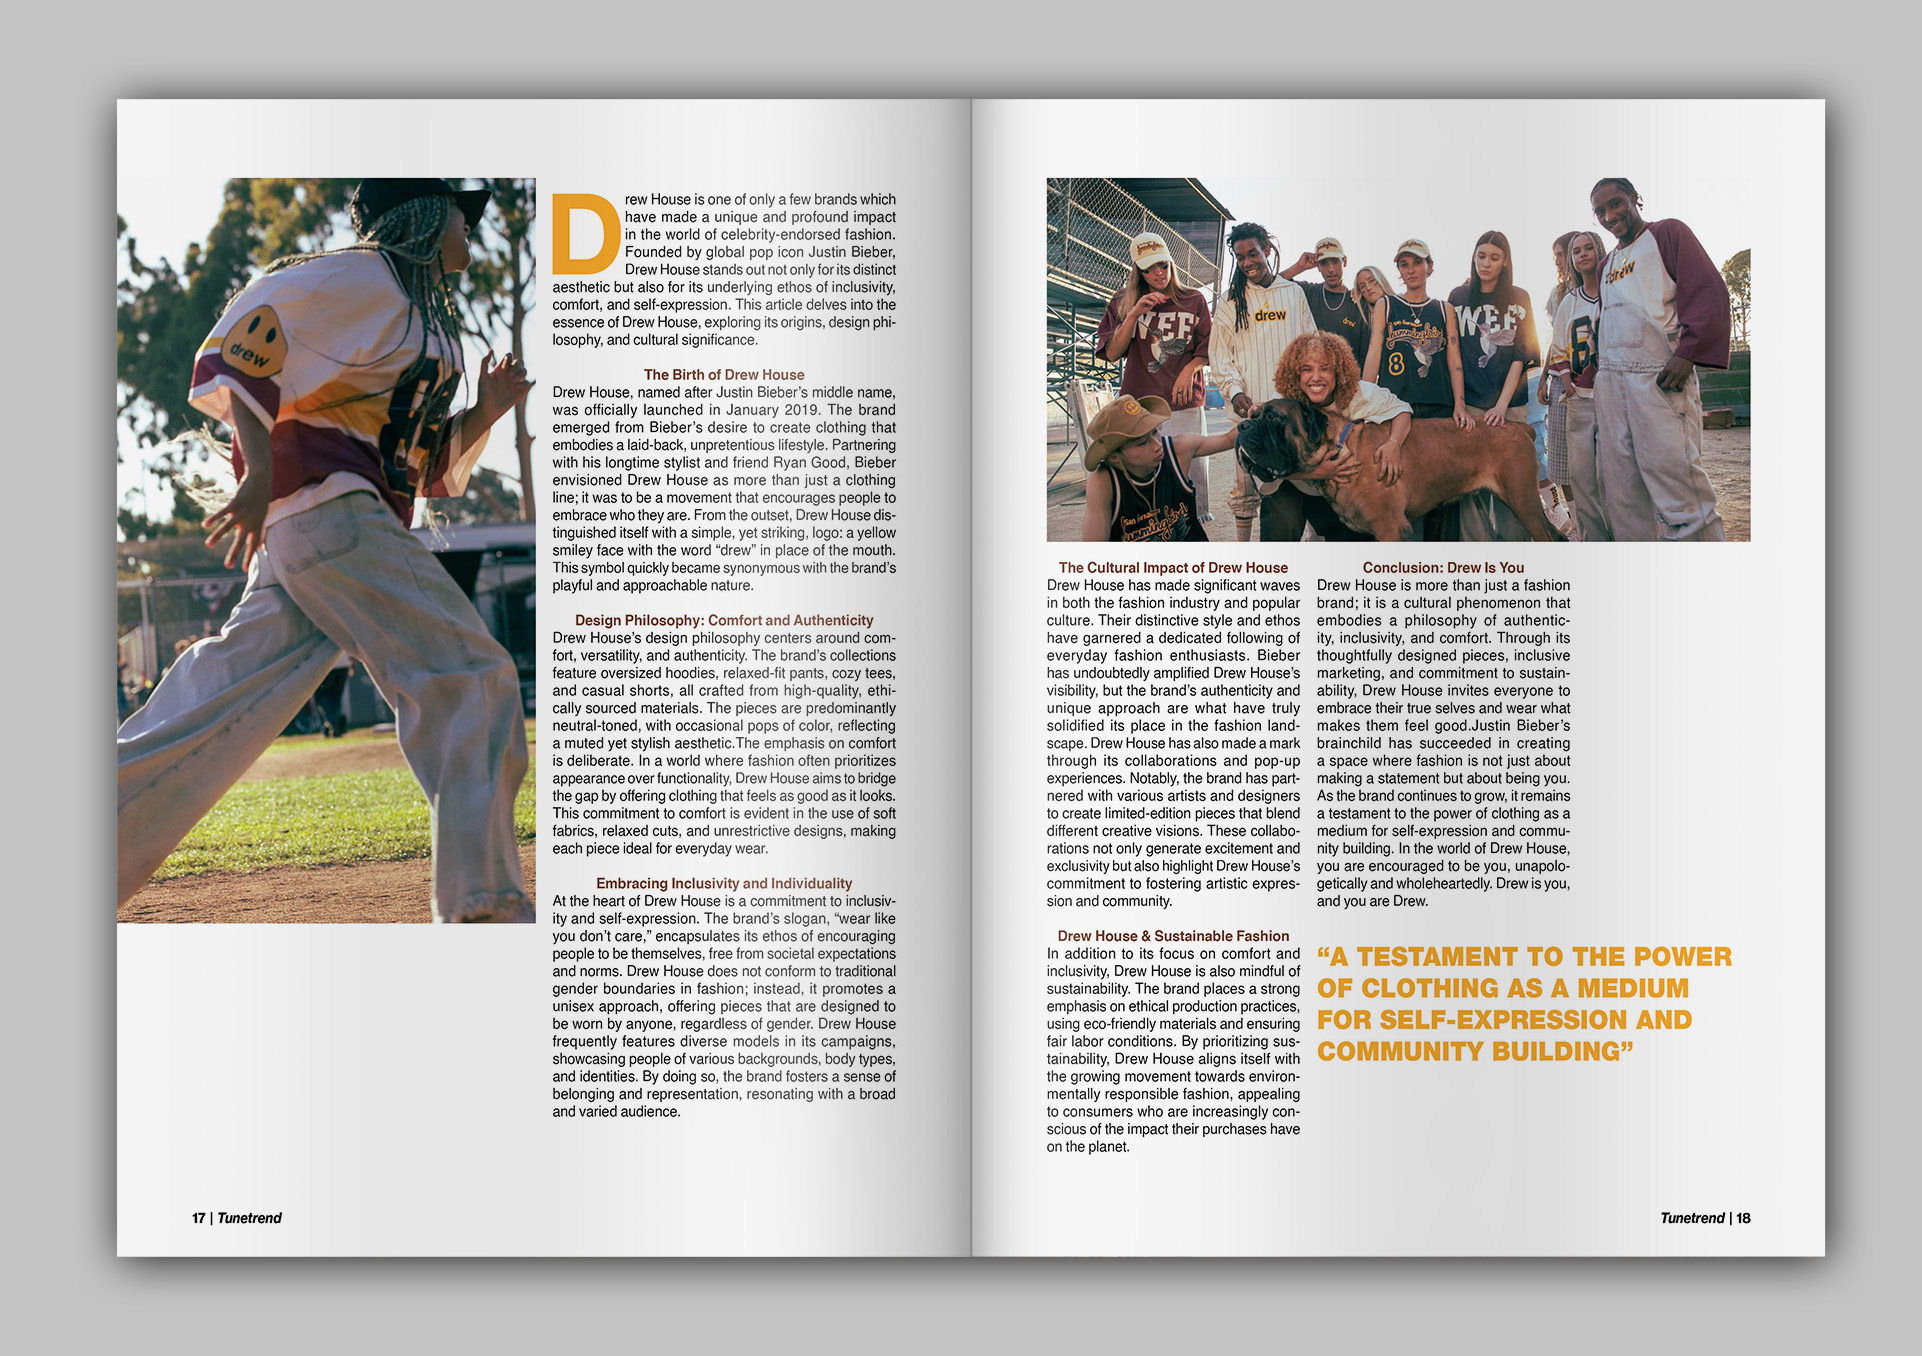 Drew House is one of only a few brands which
have made a unique and profound impact
in the world of celebrity-endorsed fashion.
Founded by global pop icon Justin Bieber,
Drew House stands out not only for its distinct
aesthetic but also for its underlying ethos of inclusivity,
comfort, and self-expression. This article delves into the
essence of Drew House, exploring its origins, design phi-
losophy, and cultural significance.
The Birth of Drew House
Drew House, named after Justin Bieber’s middle name,
was officially launched in January 2019. The brand
emerged from Bieber’s desire to create clothing that
embodies a laid-back, unpretentious lifestyle. Partnering
with his longtime stylist and friend Ryan Good, Bieber
envisioned Drew House as more than just a clothing
line; it was to be a movement that encourages people to
embrace who they are. From the outset, Drew House dis-
tinguished itself with a simple, yet striking, logo: a yellow
smiley face with the word “drew” in place of the mouth.
This symbol quickly became synonymous with the brand’s
playful and approachable nature.
Design Philosophy: Comfort and Authenticity
Drew House’s design philosophy centers around com-
fort, versatility, and authenticity. The brand’s collections
feature oversized hoodies, relaxed-fit pants, cozy tees,
and casual shorts, all crafted from high-quality, ethi-
cally sourced materials. The pieces are predominantly
neutral-toned, with occasional pops of color, reflecting
a muted yet stylish aesthetic.The emphasis on comfort
is deliberate. In a world where fashion often prioritizes
appearance over functionality, Drew House aims to bridge
the gap by offering clothing that feels as good as it looks.
This commitment to comfort is evident in the use of soft
fabrics, relaxed cuts, and unrestrictive designs, making
each piece ideal for everyday wear.
Embracing Inclusivity and Individuality
At the heart of Drew House is a commitment to inclusiv-
ity and self-expression. The brand’s slogan, “wear like
you don’t care,” encapsulates its ethos of encouraging
people to be themselves, free from societal expectations
and norms. Drew House does not conform to traditional
gender boundaries in fashion; instead, it promotes a
unisex approach, offering pieces that are designed to
be worn by anyone, regardless of gender. Drew House
frequently features diverse models in its campaigns,
showcasing people of various backgrounds, body types,
and identities. By doing so, the brand fosters a sense of
belonging and representation, resonating with a broad
and varied audience.
drew
17 | Tunetrend
drew
drew
drew
8
The Cultural Impact of Drew House
Drew House has made significant waves
in both the fashion industry and popular
culture. Their distinctive style and ethos
have garnered a dedicated following of
everyday fashion enthusiasts. Bieber
has undoubtedly amplified Drew House’s
visibility, but the brand’s authenticity and
unique approach are what have truly
solidified its place in the fashion land-
scape. Drew House has also made a mark
through its collaborations and pop-up
experiences. Notably, the brand has part-
nered with various artists and designers
to create limited-edition pieces that blend
different creative visions. These collabo-
rations not only generate excitement and
exclusivity but also highlight Drew House’s
commitment to fostering artistic expres-
sion and community.
Drew House & Sustainable Fashion
In addition to its focus on comfort and
inclusivity, Drew House is also mindful of
sustainability. The brand places a strong
emphasis on ethical production practices,
using eco-friendly materials and ensuring
fair labor conditions. By prioritizing sus-
tainability, Drew House aligns itself with
the growing movement towards environ-
mentally responsible fashion, appealing
to consumers who are increasingly con-
scious of the impact their purchases have
on the planet.
Conclusion: Drew Is You
Drew House is more than just a fashion
brand; it is a cultural phenomenon that
embodies a philosophy of authentic-
ity, inclusivity, and comfort. Through its
thoughtfully designed pieces, inclusive
marketing, and commitment to sustain-
ability, Drew House invites everyone to
embrace their true selves and wear what
makes them feel good.Justin Bieber’s
brainchild has succeeded in creating
a space where fashion is not just about
making a statement but about being you.
As the brand continues to grow, it remains
a testament to the power of clothing as a
medium for self-expression and commu-
nity building. In the world of Drew House,
you are encouraged to be you, unapolo-
getically and wholeheartedly. Drew is you,
and you are Drew.
“A TESTAMENT TO THE POWER
OF CLOTHING AS A MEDIUM
FOR SELF-EXPRESSION AND
COMMUNITY BUILDING”
Tunetrend | 18